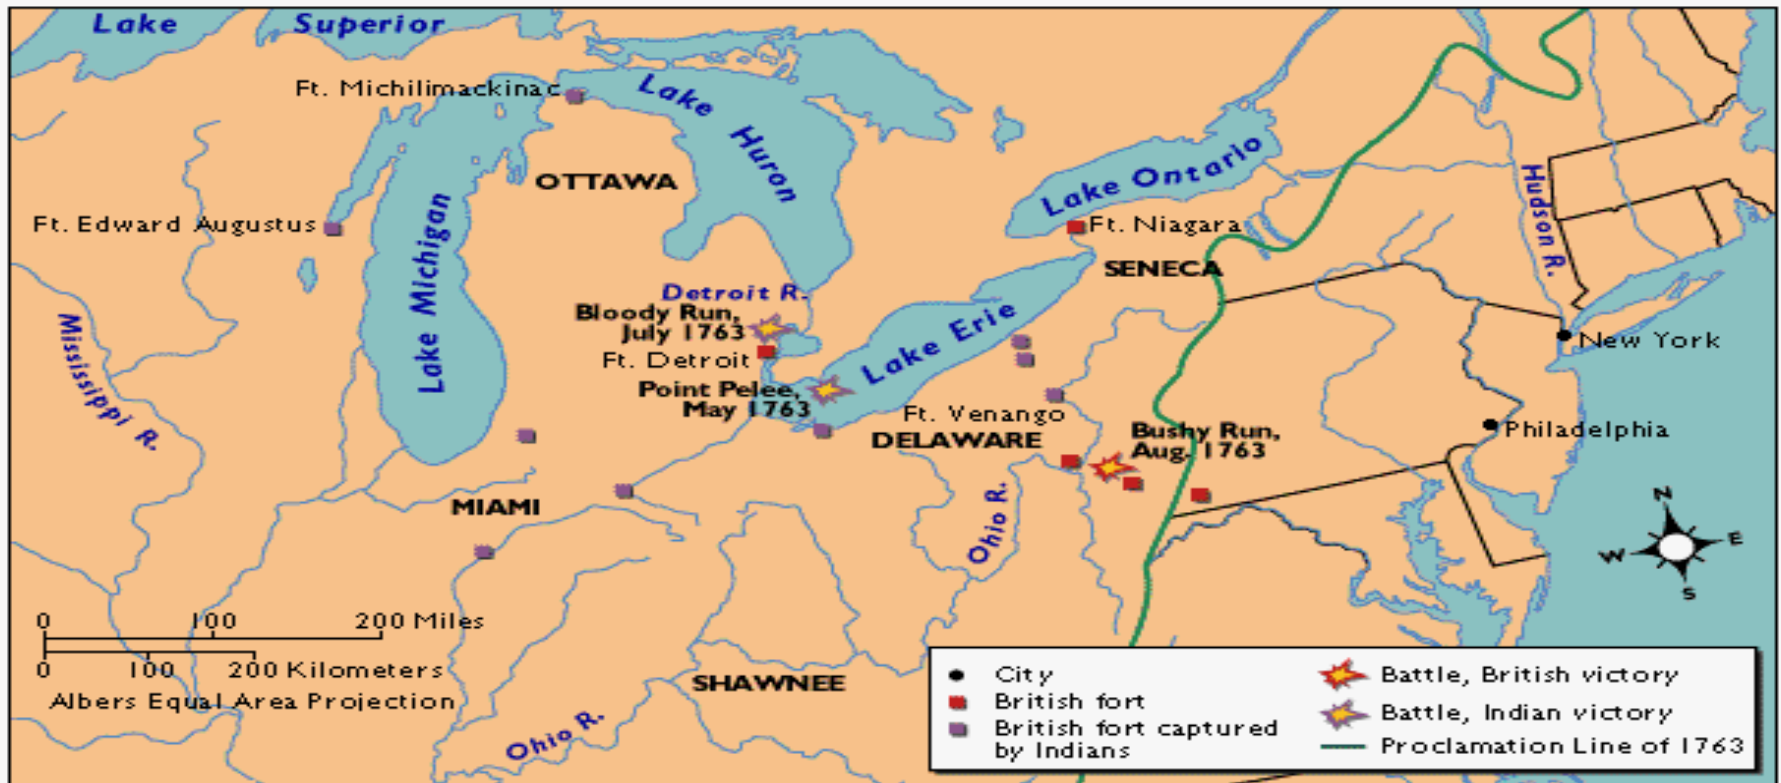 Lake Superior
Ft. Michilimackinac
Lake Huron
OTTAWA
Lake Ontario
Hudson R.
Ft. Edward Augustus
Lake Michigan
Ft. Niagara
SENECA
Detroit R.
Bloody Run,
July 1763
Ft. Detroit
Lake Erie
Mississippi R.
New York
Point Pelee,
May 1763
Ft. Venango
DELAWARE
Bushy Run,
Aug. 1763
Philadelphia
MIAMI
Ohio R.
N
W
E
S
0 100 200 Miles
0 100 200 Kilometers
Albers Equal Area Projection
SHAWNEE
Ohio R.
City
British fort
British fort captured
by Indians
Battle, British victory
Battle, Indian victory
Proclamation Line of 1763